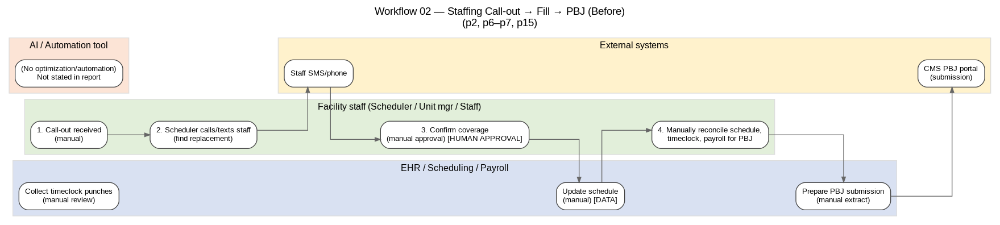 Workflow 02 — Staffing Call-out → Fill → PBJ (Before)
(p2, p6–p7, p15)
AI / Automation tool
(No optimization/automation)
Not stated in report
External systems
Staff SMS/phone
CMS PBJ portal
(submission)
Facility staff (Scheduler / Unit mgr / Staff)
1. Call-out received
(manual)
2. Scheduler calls/texts staff
(find replacement)
3. Confirm coverage
(manual approval) [HUMAN APPROVAL]
4. Manually reconcile schedule,
timeclock, payroll for PBJ
EHR / Scheduling / Payroll
Collect timeclock punches
(manual review)
Update schedule
(manual) [DATA]
Prepare PBJ submission
(manual extract)